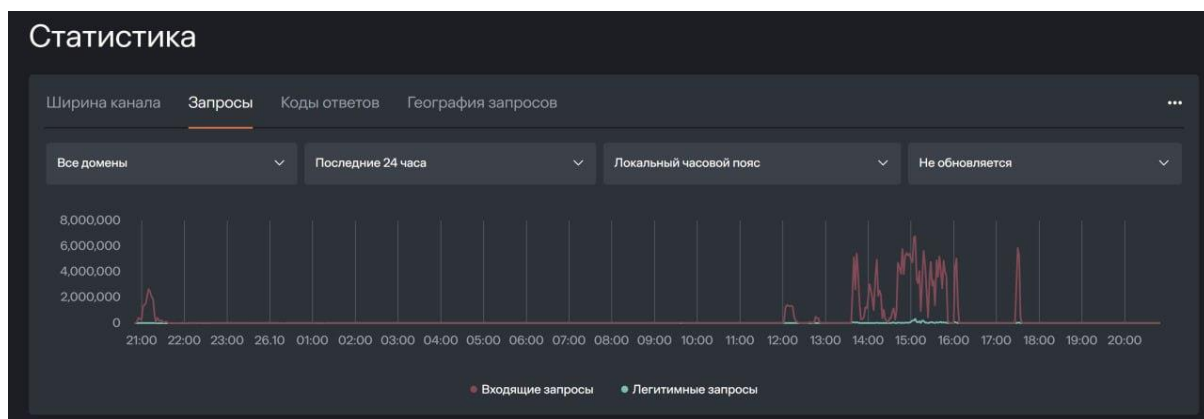 Статистика
Ширина канала Запросы Коды ответов География запросов
Все домены Последние 24 часа Локальный часовой пояс Не обновляется
8,000,000
6,000,000
4,000,000
2,000,000
0
21:00 22:00 23:00 26.10 01:00 02:00 03:00 04:00 05:00 06:00 07:00 08:00 09:00 10:00 11:00 12:00 13:00 14:00 15:00 16:00 17:00 18:00 19:00 20:00
Входящие запросы Легитимные запросы